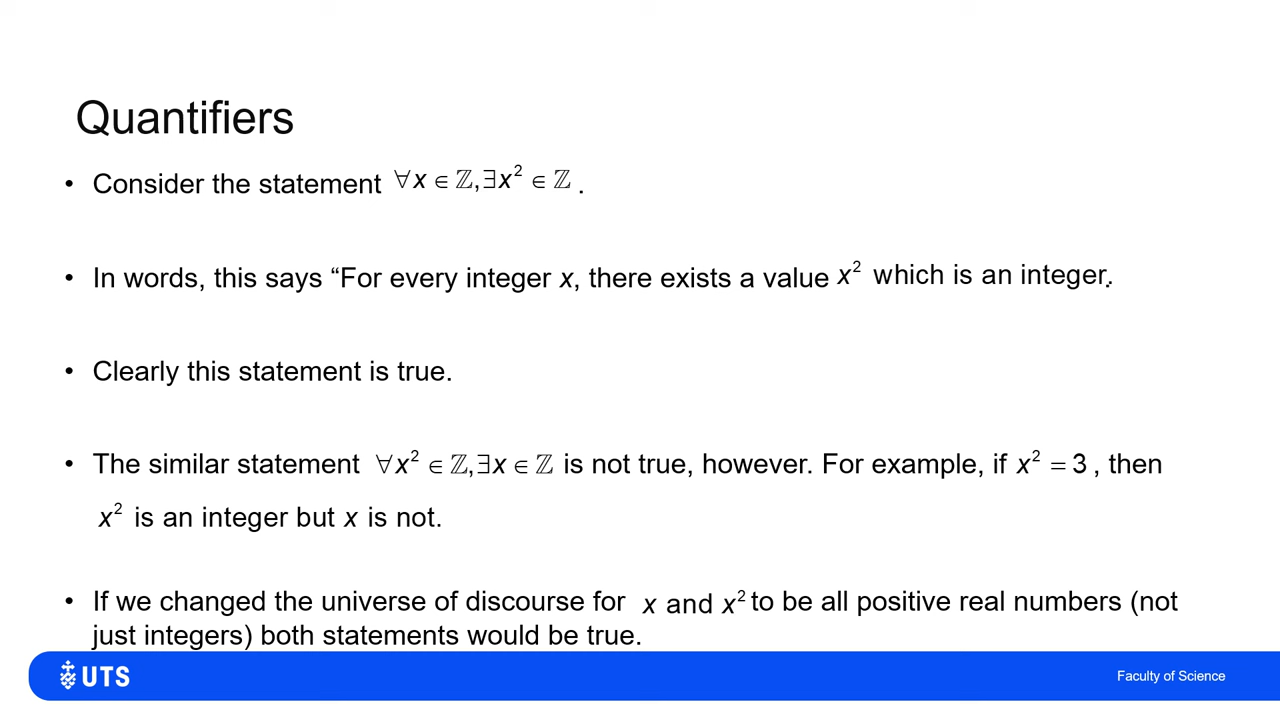 Quantifiers
• Consider the statement ∀x ∈ ℤ,∃x² ∈ ℤ .
• In words, this says “For every integer x, there exists a value x² which is an integer.
• Clearly this statement is true.
• The similar statement ∀x² ∈ ℤ,∃x ∈ ℤ is not true, however. For example, if x² = 3 , then
x² is an integer but x is not.
• If we changed the universe of discourse for x and x² to be all positive real numbers (not
just integers) both statements would be true.
UTS
Faculty of Science